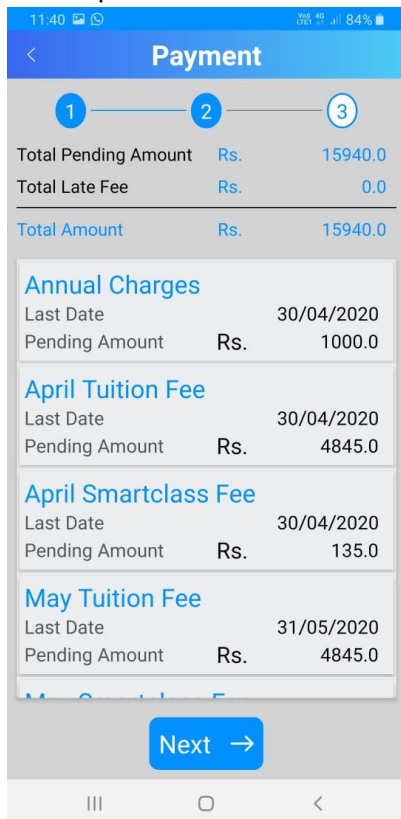 11:40 84%
Payment
1 2 3
Total Pending Amount Rs. 15940.0
Total Late Fee Rs. 0.0
Total Amount Rs. 15940.0
Annual Charges
Last Date 30/04/2020
Pending Amount Rs. 1000.0
April Tuition Fee
Last Date 30/04/2020
Pending Amount Rs. 4845.0
April Smartclass Fee
Last Date 30/04/2020
Pending Amount Rs. 135.0
May Tuition Fee
Last Date 31/05/2020
Pending Amount Rs. 4845.0
Next →